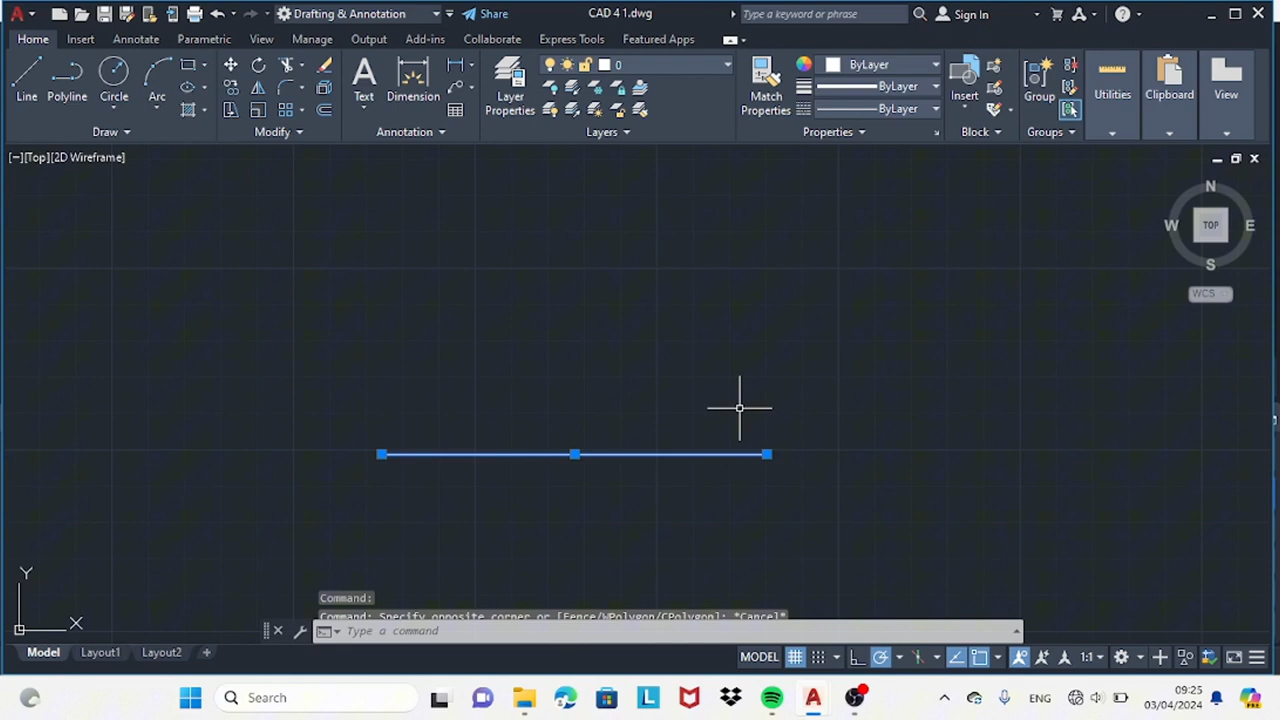 Drafting & Annotation Share CAD 4 1.dwg Type a keyword or phrase Sign In
Home Insert Annotate Parametric View Manage Output Add-ins Collaborate Express Tools Featured Apps
0 ByLayer
Line Polyline Circle Arc Text Dimension Layer Properties Match Properties ByLayer Insert Group Utilities Clipboard View
ByLayer
Draw Modify Annotation Layers Properties Block Groups
[−][Top][2D Wireframe]
N
W TOP E
S
WCS
Y
X
Command:
Command: Specify opposite corner or [Fence/WPolygon/CPolygon]: *Cancel*
Type a command
Model Layout1 Layout2 + MODEL 1:1
Search L A ENG 09:25
03/04/2024